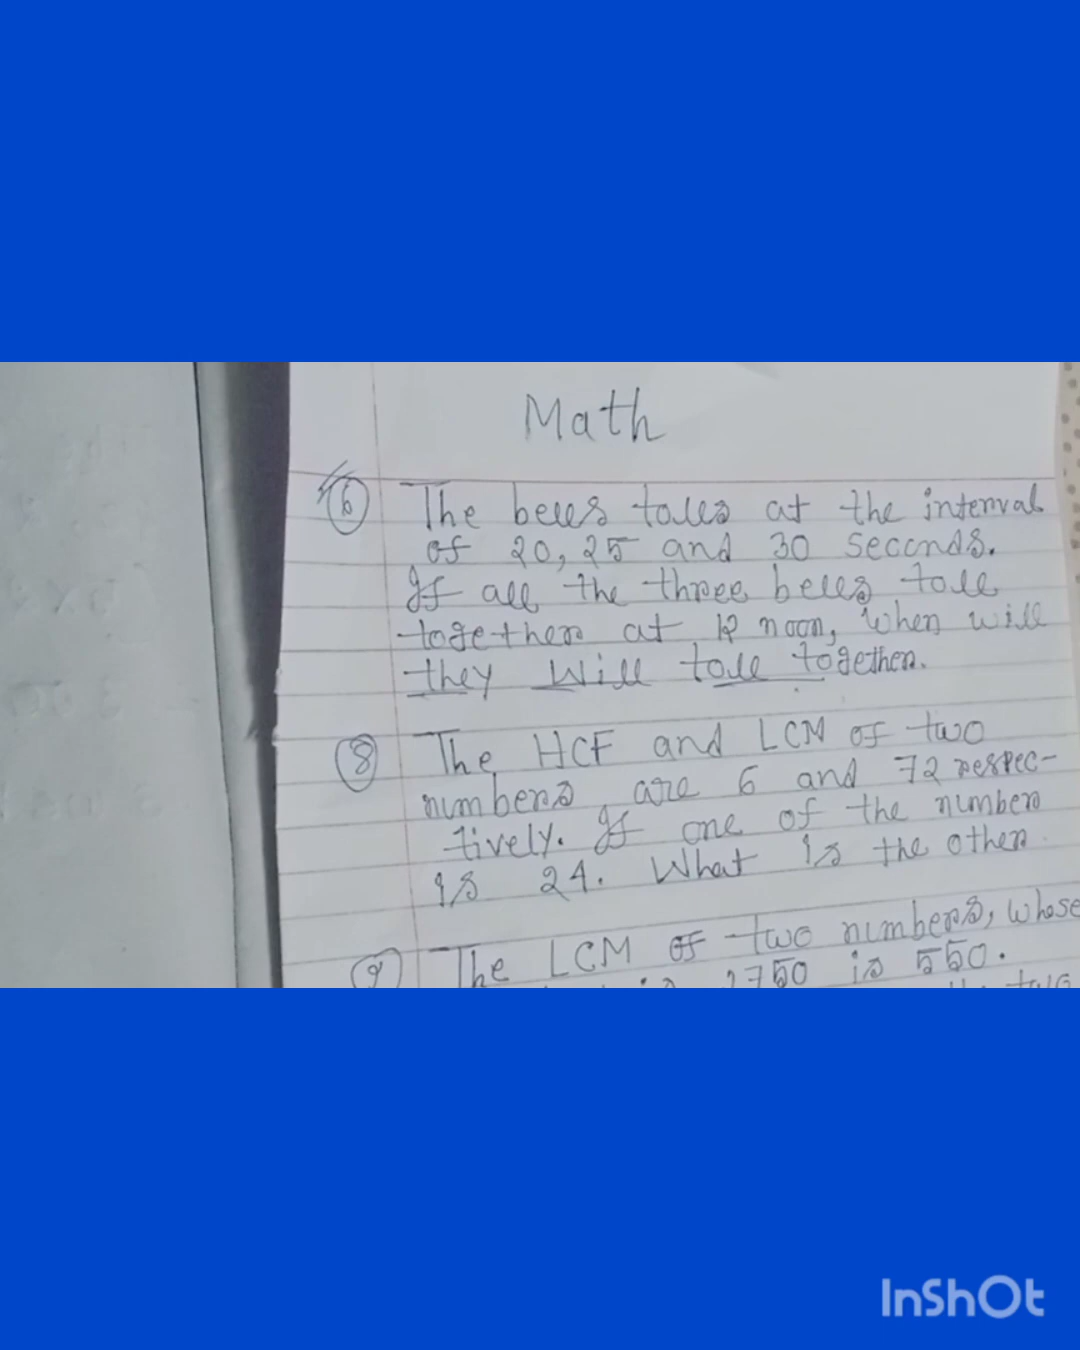 Math
6 The bells tolls at the interval
of 20, 25 and 30 seconds.
If all the three bells toll
together at 12 noon, when will
they will toll together.
8 The HCF and LCM of two
numbers are 6 and 72 respec-
tively. If one of the number
is 24. What is the other
9 The LCM of two numbers, whose
1750 is 550.
InShOt